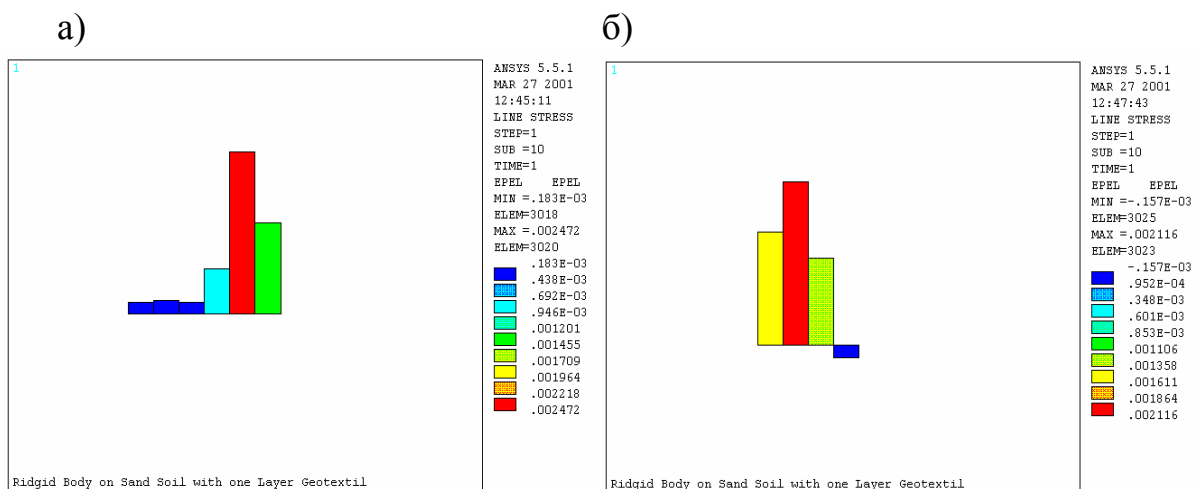 а)
1
ANSYS 5.5.1
MAR 27 2001
12:45:11
LINE STRESS
STEP=1
SUB =10
TIME=1
EPEL EPEL
MIN =.183E-03
ELEM=3018
MAX =.002472
ELEM=3020
.183E-03
.438E-03
.692E-03
.946E-03
.001201
.001455
.001709
.001964
.002218
.002472
Ridgid Body on Sand Soil with one Layer Geotextil
б)
1
ANSYS 5.5.1
MAR 27 2001
12:47:43
LINE STRESS
STEP=1
SUB =10
TIME=1
EPEL EPEL
MIN =-.157E-03
ELEM=3025
MAX =.002116
ELEM=3023
-.157E-03
.952E-04
.348E-03
.601E-03
.853E-03
.001106
.001358
.001611
.001864
.002116
Ridgid Body on Sand Soil with one Layer Geotextil